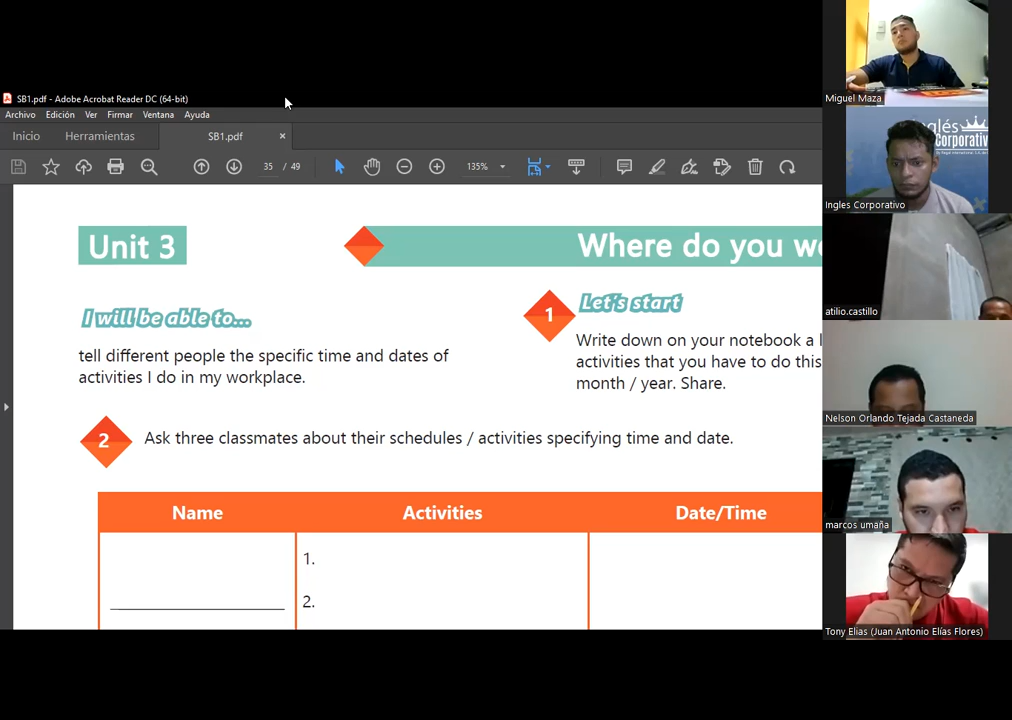 SB1.pdf - Adobe Acrobat Reader DC (64-bit)
Archivo Edición Ver Firmar Ventana Ayuda
Inicio Herramientas SB1.pdf ×
35 / 49 135%
Unit 3
Where do you wo
I will be able to...
tell different people the specific time and dates of
activities I do in my workplace.
1
Let's start
Write down on your notebook a l
activities that you have to do this
month / year. Share.
2
Ask three classmates about their schedules / activities specifying time and date.
Name Activities Date/Time
1.
2.
Miguel Maza
nglés
Corporativ
Ingles Corporativo
atilio.castillo
Nelson Orlando Tejada Castaneda
marcos umaña
Tony Elias (Juan Antonio Elías Flores)